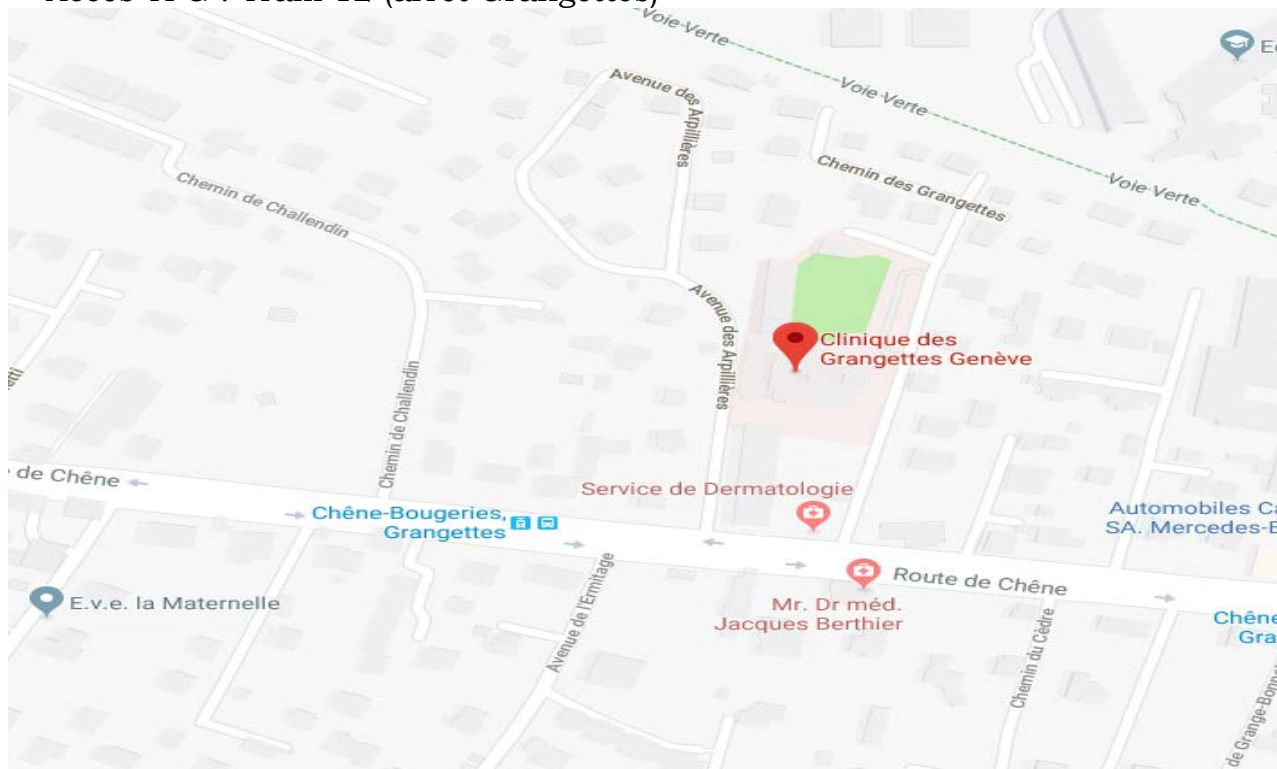 Voie-Verte
Avenue des Arpillières
Voie-Verte
Chemin des Grangettes
Voie-Verte
Chemin de Challendin
Avenue des Arpillières
Clinique des
Grangettes Genève
Chemin de Challendin
de Chêne
Service de Dermatologie
Chêne-Bougeries,
Grangettes
Automobiles
SA. Mercedes-
Route de Chêne
E.v.e. la Maternelle
Avenue de l'Ermitage
Mr. Dr méd.
Jacques Berthier
Chemin du Cèdre
Chêne